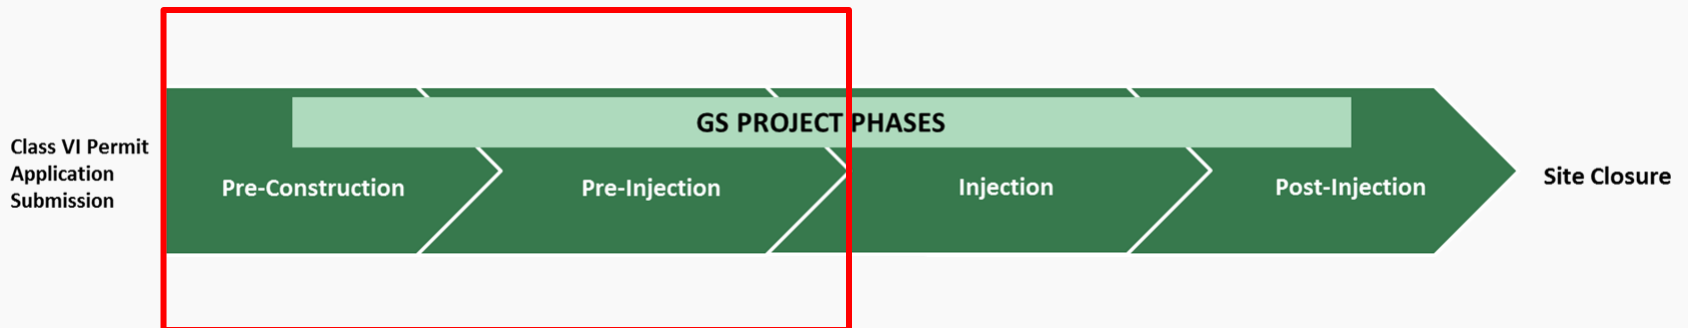 GS PROJECT PHASES
Class VI Permit
Application
Submission
Pre-Construction
Pre-Injection
Injection
Post-Injection
Site Closure